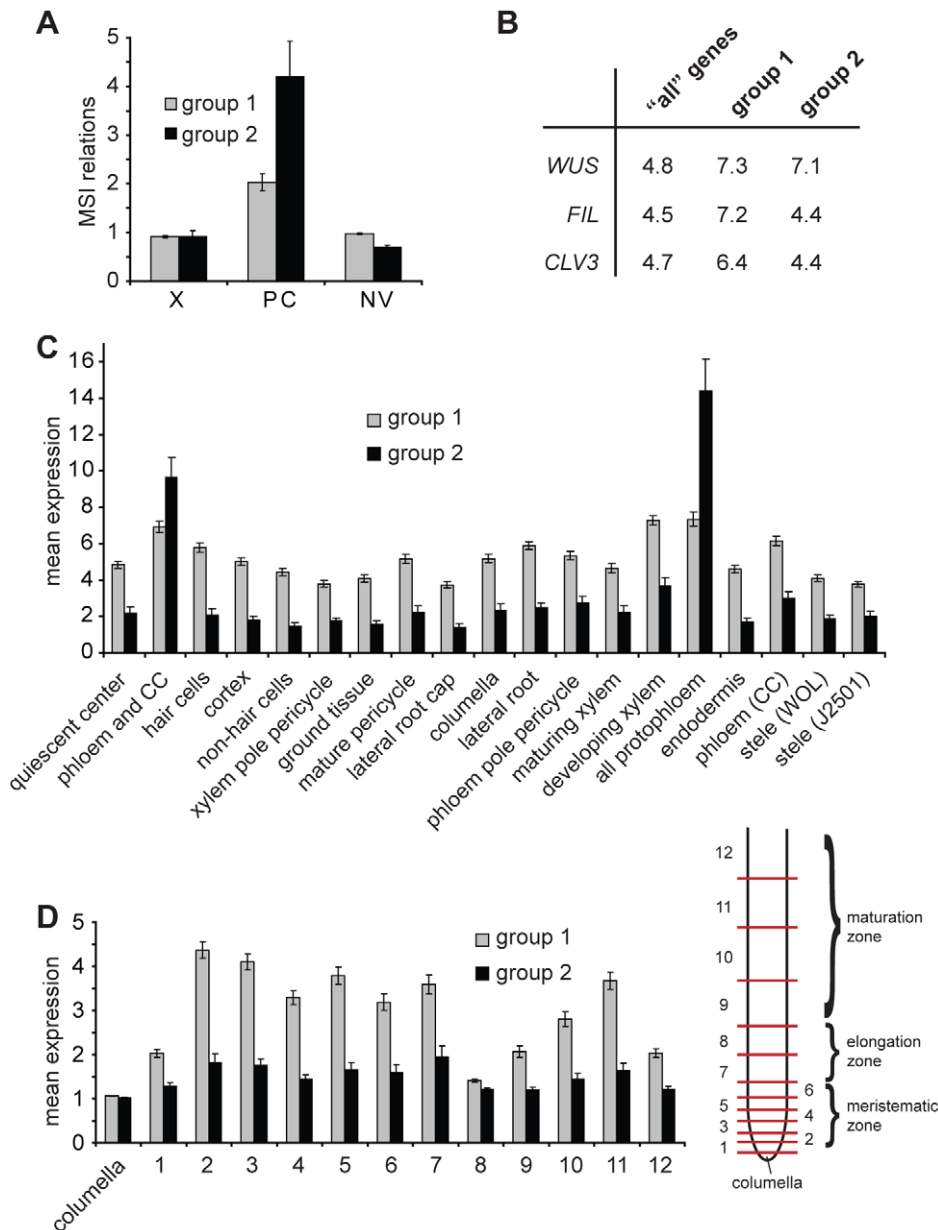 A
MSI relations
5
4
3
2
1
0
group 1
group 2
X PC NV
B
"all" genes group 1 group 2
WUS 4.8 7.3 7.1
FIL 4.5 7.2 4.4
CLV3 4.7 6.4 4.4
C
mean expression
16
14
12
10
8
6
4
2
0
group 1
group 2
quiescent center
phloem and CC
hair cells
cortex
non-hair cells
xylem pole pericycle
ground tissue
mature pericycle
lateral root cap
columella
lateral root
phloem pole pericycle
maturing xylem
developing xylem
all protophloem
endodermis
phloem (CC)
stele (WOL)
stele (J2501)
D
mean expression
5
4
3
2
1
0
group 1
group 2
columella 1 2 3 4 5 6 7 8 9 10 11 12
12
11
10
9
8
7
6
5
4
3
2
1
maturation
zone
elongation
zone
meristematic
zone
columella